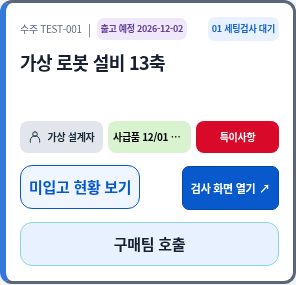 수주 TEST-001 | 출고 예정 2026-12-02 01 세팅검사 대기
가상 로봇 설비 13축
가상 설계자 사급품 12/01 … 특이사항
미입고 현황 보기 검사 화면 열기 ↗
구매팀 호출